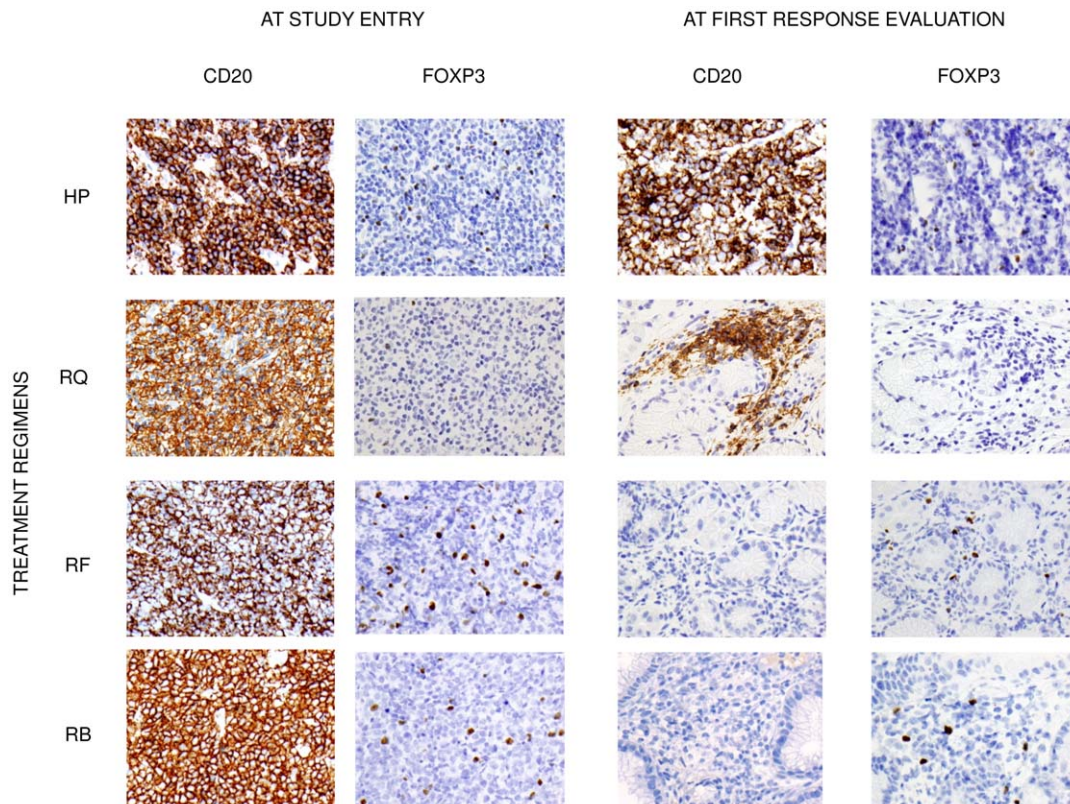 AT STUDY ENTRY
AT FIRST RESPONSE EVALUATION
CD20
FOXP3
CD20
FOXP3
TREATMENT REGIMENS
HP
RQ
RF
RB